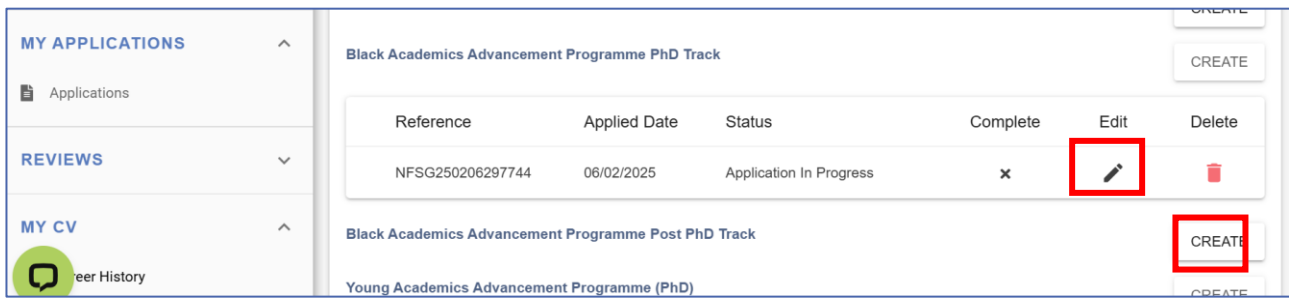 CREATE
MY APPLICATIONS
Black Academics Advancement Programme PhD Track
CREATE
Applications
Reference Applied Date Status Complete Edit Delete
REVIEWS
NFSG250206297744 06/02/2025 Application In Progress
MY CV
Black Academics Advancement Programme Post PhD Track
CREATE
eer History
Young Academics Advancement Programme (PhD)
CREATE